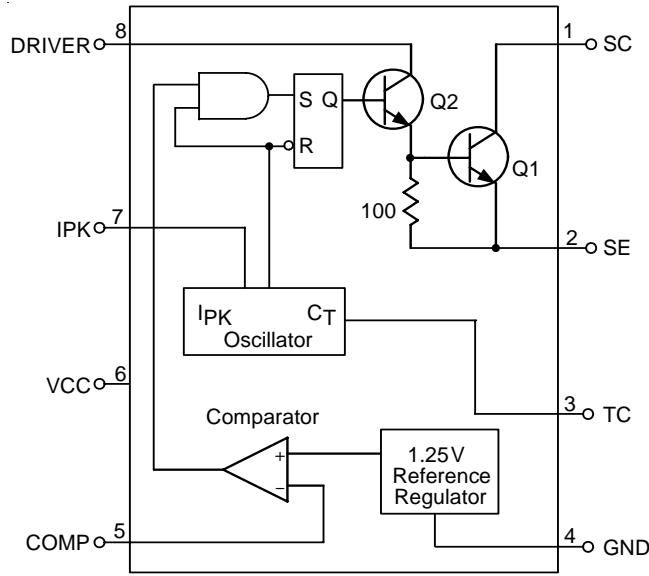 8
DRIVER
1
SC
S Q
Q2
R
Q1
100
7
IPK
2
SE
IPK
CT
Oscillator
6
VCC
3
TC
Comparator
+
1.25V
Reference
Regulator
−
5
COMP
4
GND